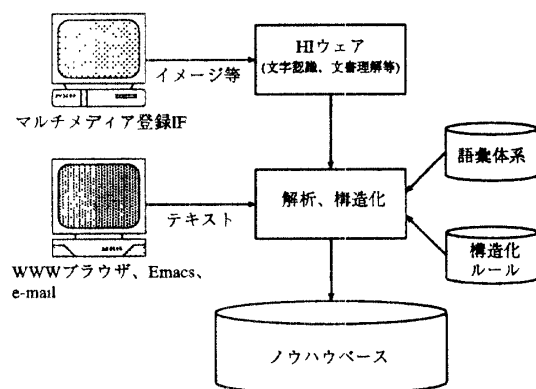 HIウェア
(文字認識、文書理解等)
イメージ等
マルチメディア登録IF
語彙体系
解析、構造化
テキスト
構造化
ルール
WWWブラウザ、Emacs、
e-mail
ノウハウベース